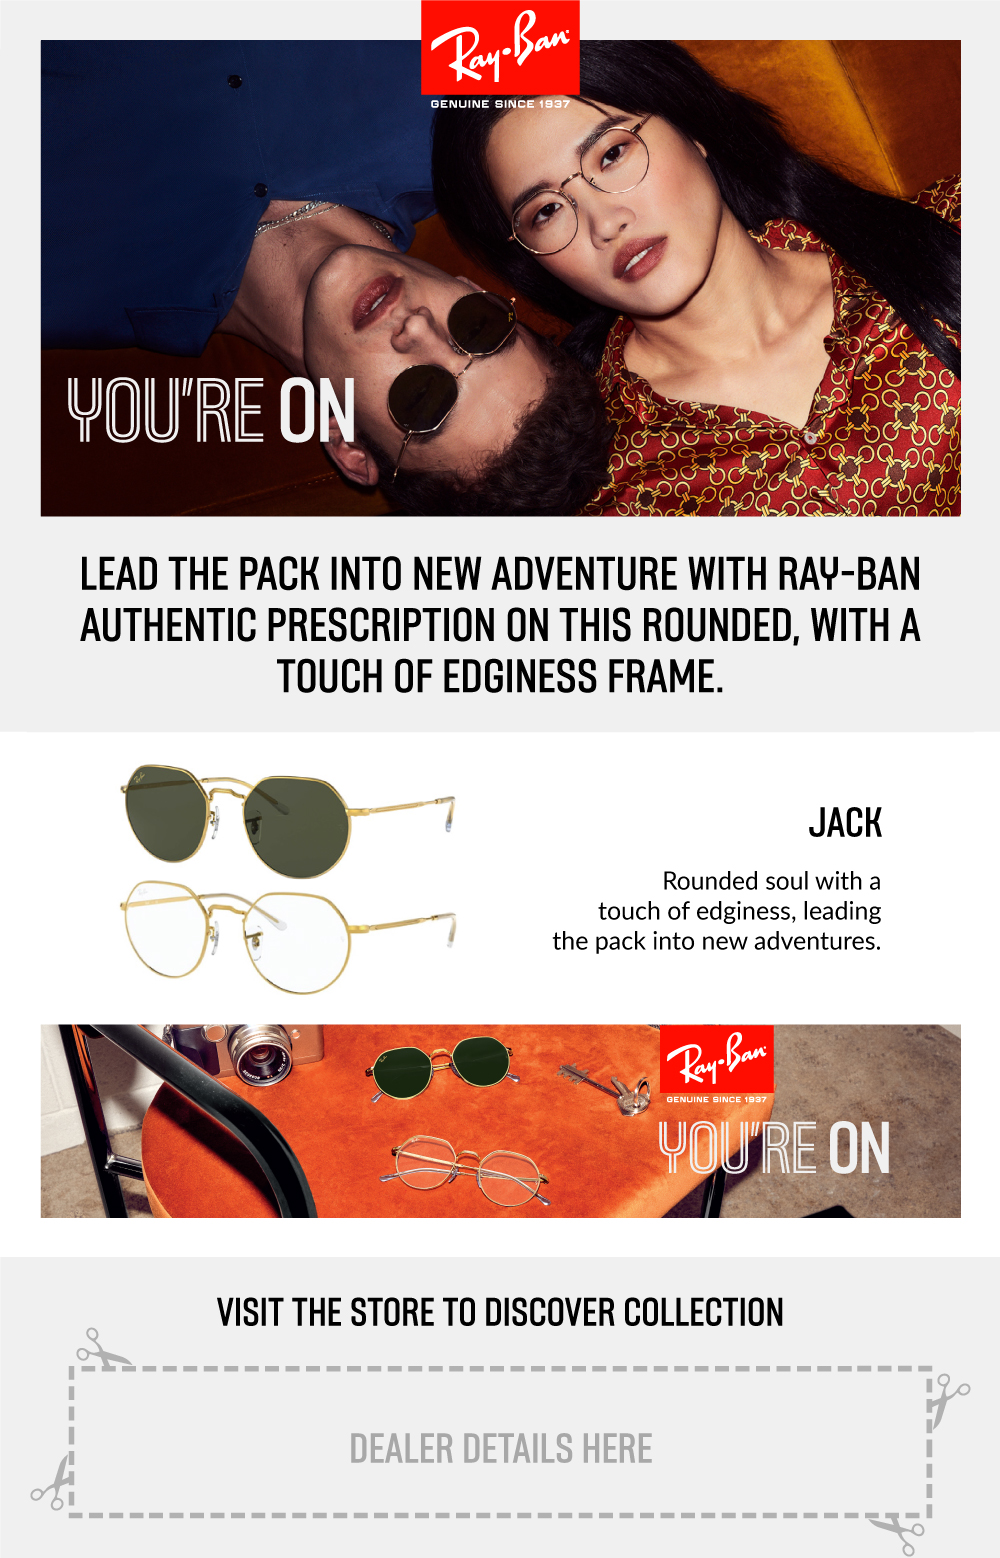 Ray-Ban
GENUINE SINCE 1937
YOU'RE ON
LEAD THE PACK INTO NEW ADVENTURE WITH RAY-BAN
AUTHENTIC PRESCRIPTION ON THIS ROUNDED, WITH A
TOUCH OF EDGINESS FRAME.
JACK
Rounded soul with a
touch of edginess, leading
the pack into new adventures.
Ray-Ban
GENUINE SINCE 1937
YOU'RE ON
VISIT THE STORE TO DISCOVER COLLECTION
DEALER DETAILS HERE